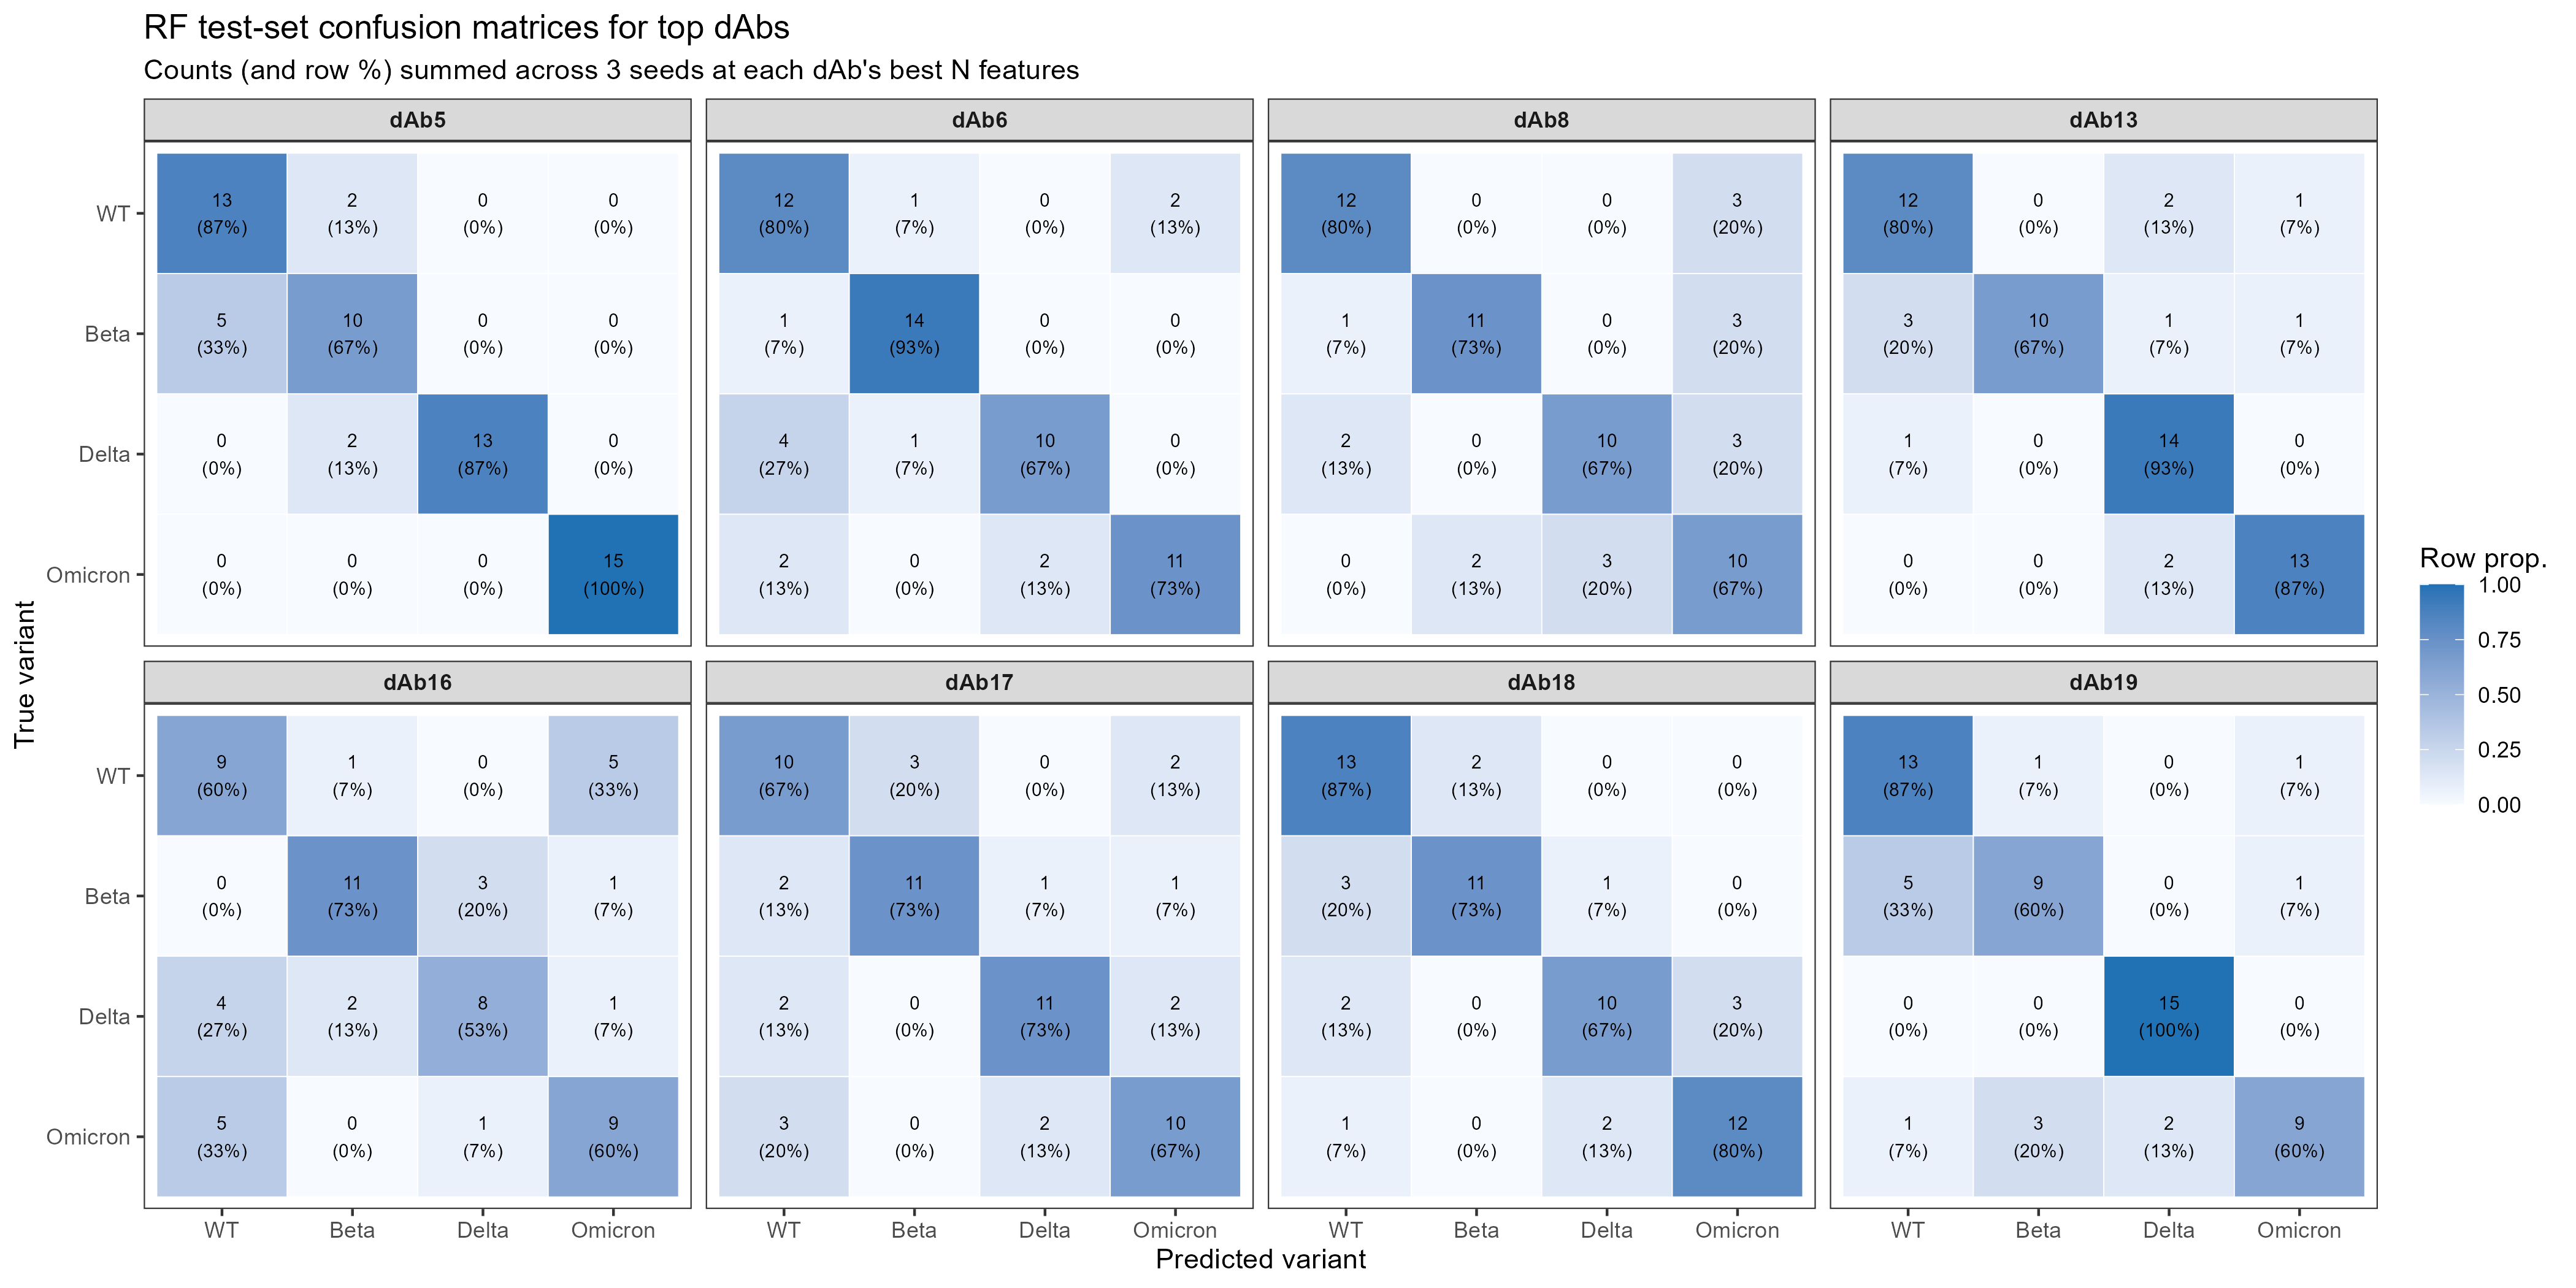 RF test-set confusion matrices for top dAbs
Counts (and row %) summed across 3 seeds at each dAb's best N features
dAb5 dAb6 dAb8 dAb13
WT 13 2 0 0 12 1 0 2 12 0 0 3 12 0 2 1
(87%) (13%) (0%) (0%) (80%) (7%) (0%) (13%) (80%) (0%) (0%) (20%) (80%) (0%) (13%) (7%)
Beta 5 10 0 0 1 14 0 0 1 11 0 3 3 10 1 1
(33%) (67%) (0%) (0%) (7%) (93%) (0%) (0%) (7%) (73%) (0%) (20%) (20%) (67%) (7%) (7%)
Delta 0 2 13 0 4 1 10 0 2 0 10 3 1 0 14 0
(0%) (13%) (87%) (0%) (27%) (7%) (67%) (0%) (13%) (0%) (67%) (20%) (7%) (0%) (93%) (0%)
Omicron 0 0 0 15 2 0 2 11 0 2 3 10 0 0 2 13
(0%) (0%) (0%) (100%) (13%) (0%) (13%) (73%) (0%) (13%) (20%) (67%) (0%) (0%) (13%) (87%)
dAb16 dAb17 dAb18 dAb19
WT 9 1 0 5 10 3 0 2 13 2 0 0 13 1 0 1
(60%) (7%) (0%) (33%) (67%) (20%) (0%) (13%) (87%) (13%) (0%) (0%) (87%) (7%) (0%) (7%)
Beta 0 11 3 1 2 11 1 1 3 11 1 0 5 9 0 1
(0%) (73%) (20%) (7%) (13%) (73%) (7%) (7%) (20%) (73%) (7%) (0%) (33%) (60%) (0%) (7%)
Delta 4 2 8 1 2 0 11 2 2 0 10 3 0 0 15 0
(27%) (13%) (53%) (7%) (13%) (0%) (73%) (13%) (13%) (0%) (67%) (20%) (0%) (0%) (100%) (0%)
Omicron 5 0 1 9 3 0 2 10 1 0 2 12 1 3 2 9
(33%) (0%) (7%) (60%) (20%) (0%) (13%) (67%) (7%) (0%) (13%) (80%) (7%) (20%) (13%) (60%)
WT Beta Delta Omicron WT Beta Delta Omicron WT Beta Delta Omicron WT Beta Delta Omicron
Predicted variant
True variant
Row prop.
1.00
0.75
0.50
0.25
0.00